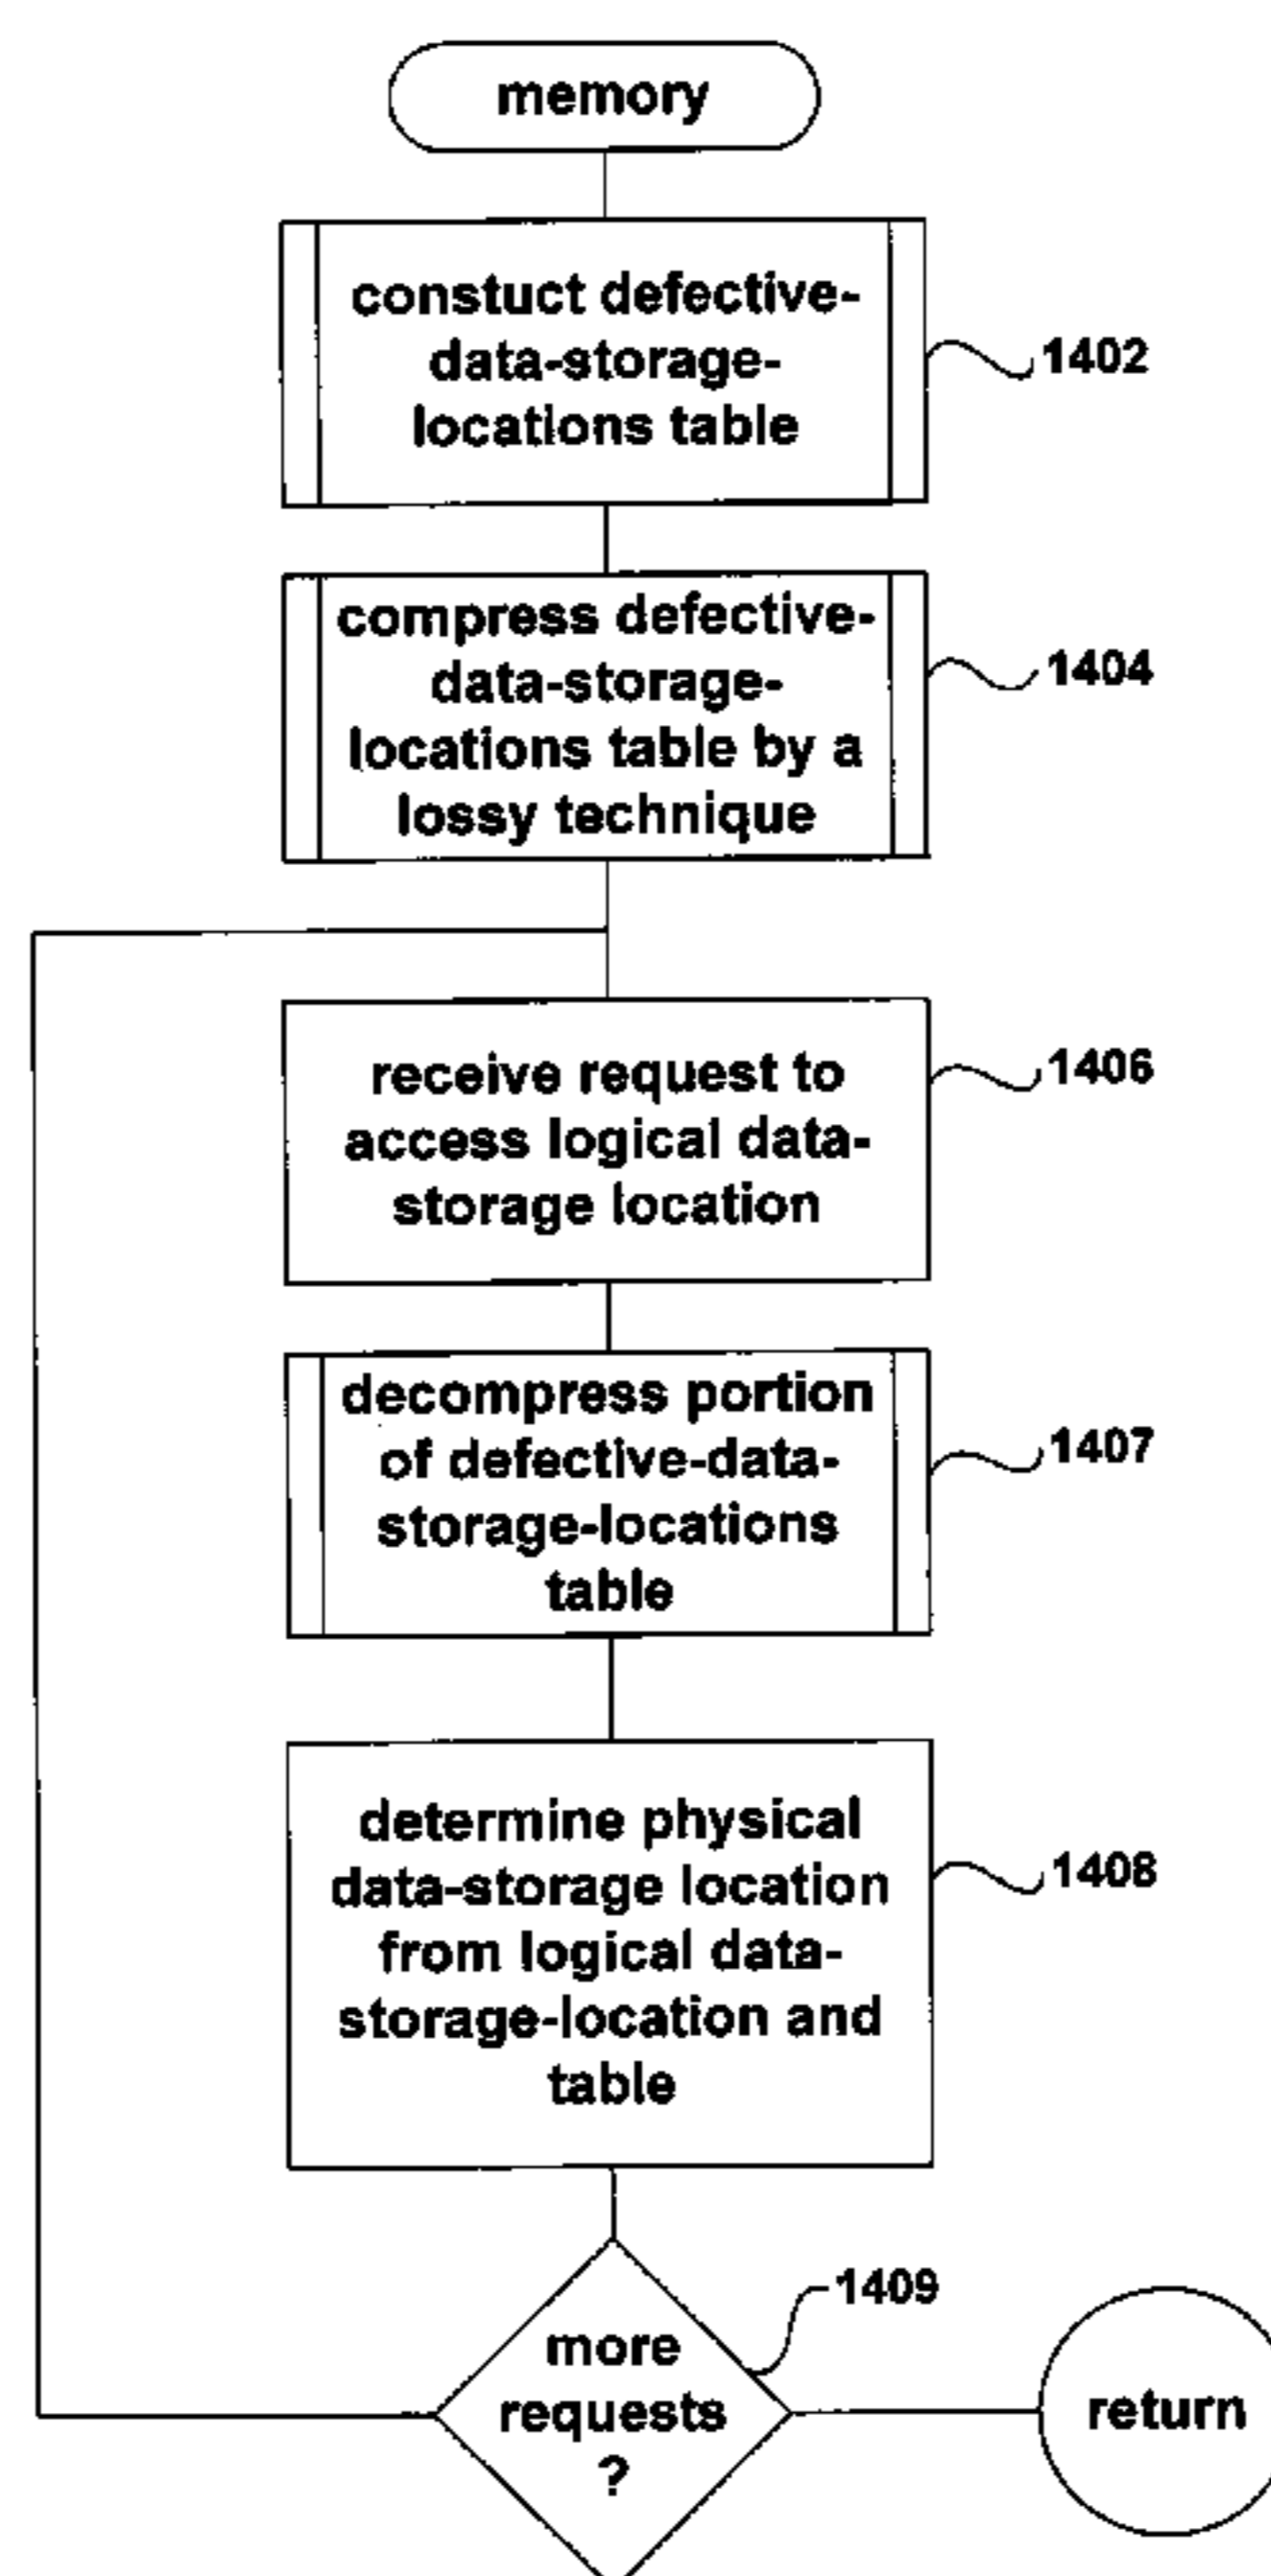 memory
constuct defective-
data-storage-
locations table
1402
compress defective-
data-storage-
locations table by a
lossy technique
1404
receive request to
access logical data-
storage location
1406
decompress portion
of defective-data-
storage-locations
table
1407
determine physical
data-storage location
from logical data-
storage-location and
table
1408
1409
more
requests
?
return